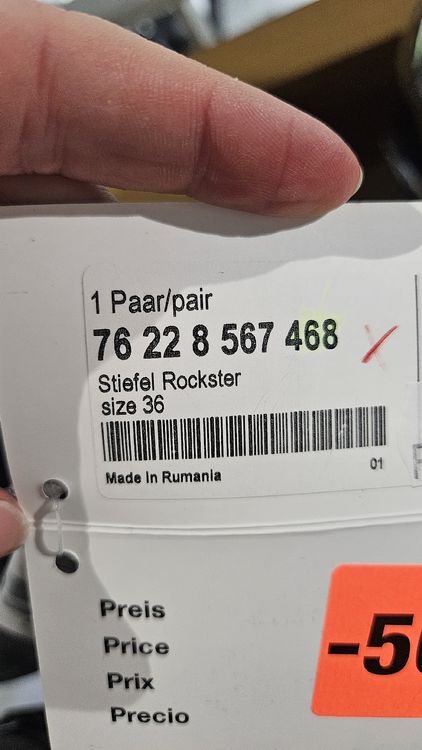 1 Paar/pair
76 22 8 567 468
Stiefel Rockster
size 36
Made In Rumania
01
Preis
Price
Prix
Precio